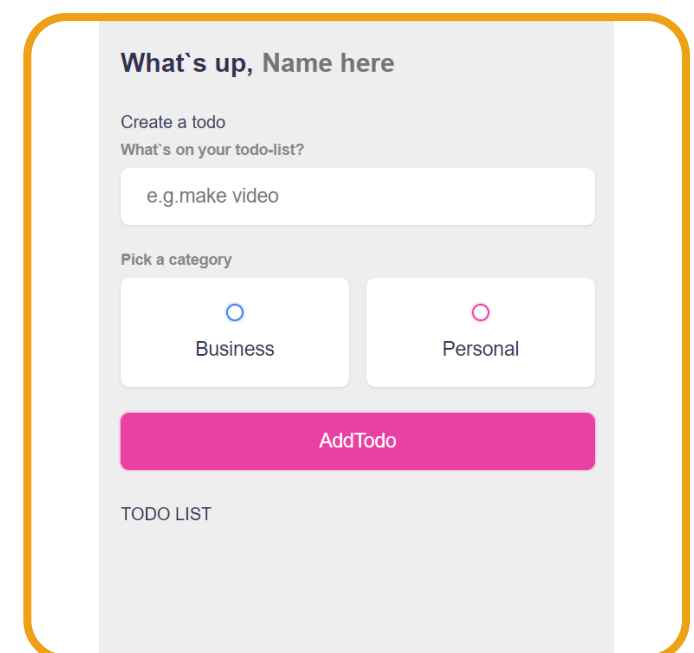 What`s up, Name here
Create a todo
What`s on your todo-list?
e.g.make video
Pick a category
Business
Personal
AddTodo
TODO LIST